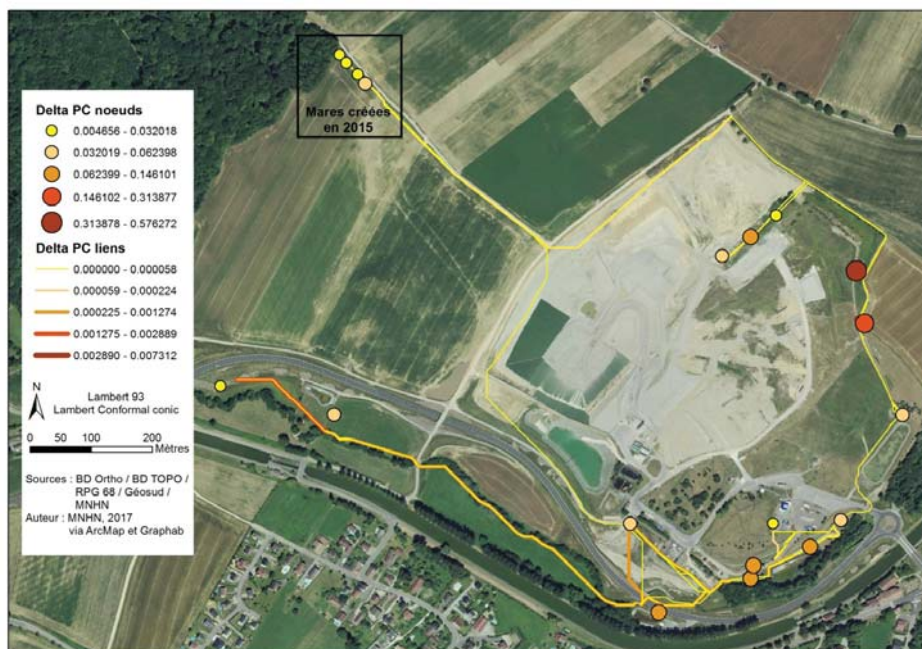 Mares créées
en 2015
Delta PC noeuds
0.004656 - 0.032018
0.032019 - 0.062398
0.062399 - 0.146101
0.146102 - 0.313877
0.313878 - 0.576272
Delta PC liens
0.000000 - 0.000058
0.000059 - 0.000224
0.000225 - 0.001274
0.001275 - 0.002889
0.002890 - 0.007312
N
Lambert 93
Lambert Conformal conic
0 50 100 200
Mètres
Sources : BD Ortho / BD TOPO /
RPG 68 / Géosud /
MNHN
Auteur : MNHN, 2017
via ArcMap et Graphab